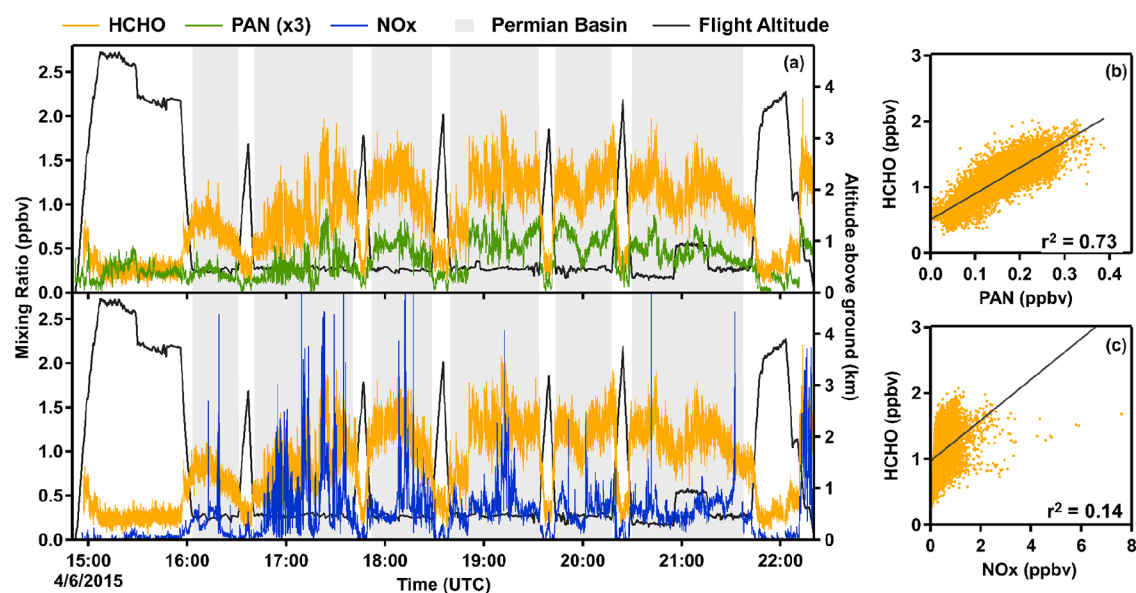 HCHO PAN (x3) NOx Permian Basin Flight Altitude
(a)
2.5
2.0
1.5
1.0
0.5
0.0
4
3
2
1
0
2.5
2.0
1.5
1.0
0.5
0.0
4
3
2
1
0
Mixing Ratio (ppbv)
Altitude above ground (km)
15:00 16:00 17:00 18:00 19:00 20:00 21:00 22:00
4/6/2015
Time (UTC)
(b)
HCHO (ppbv)
3
2
1
0
r² = 0.73
0.0 0.1 0.2 0.3 0.4
PAN (ppbv)
(c)
HCHO (ppbv)
3
2
1
0
r² = 0.14
0 2 4 6 8
NOx (ppbv)